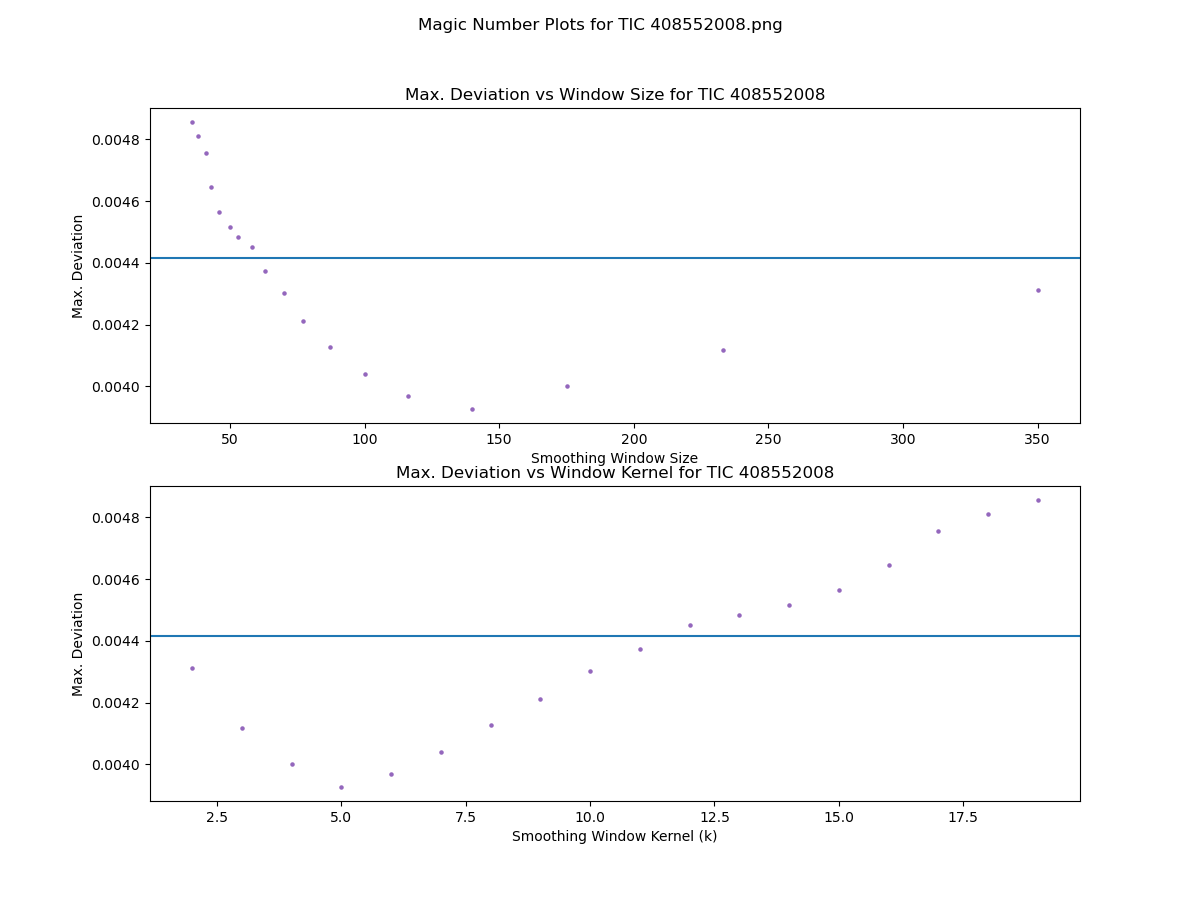 Magic Number Plots for TIC 408552008.png
Max. Deviation vs Window Size for TIC 408552008
0.0048
0.0046
0.0044
0.0042
0.0040
Max. Deviation
50 100 150 200 250 300 350
Smoothing Window Size
Max. Deviation vs Window Kernel for TIC 408552008
0.0048
0.0046
0.0044
0.0042
0.0040
Max. Deviation
2.5 5.0 7.5 10.0 12.5 15.0 17.5
Smoothing Window Kernel (k)